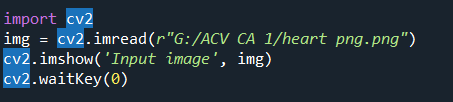 import cv2
img = cv2.imread(r"G:/ACV CA 1/heart png.png")
cv2.imshow('Input image', img)
cv2.waitKey(0)